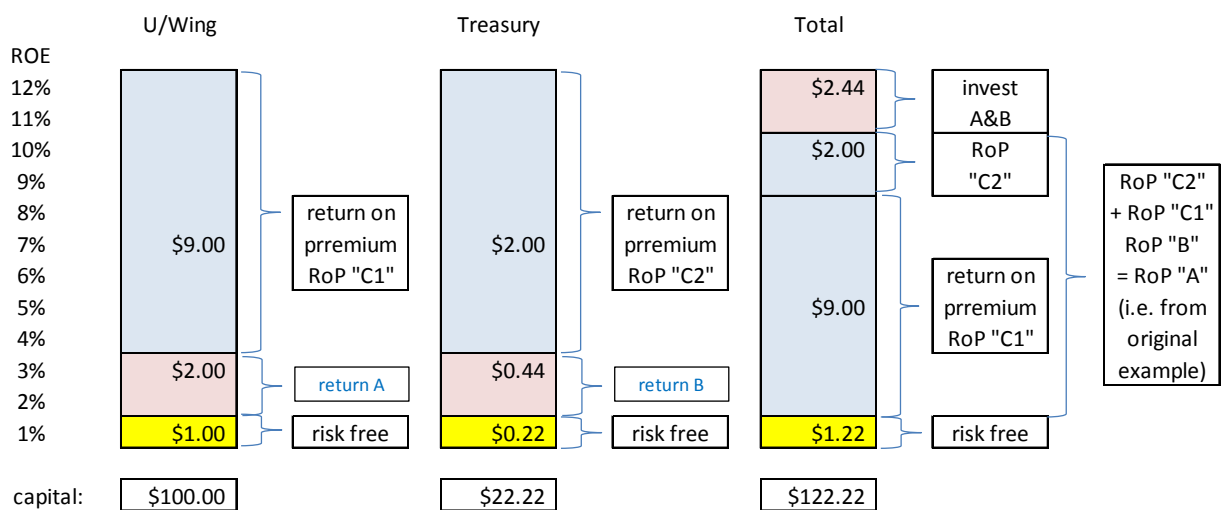 U/Wing
Treasury
Total
ROE
12%
11%
10%
9%
8%
7%
6%
5%
4%
3%
2%
1%
$9.00
$2.00
$1.00
return on
prremium
RoP "C1"
return A
risk free
$2.00
$0.44
$0.22
return on
prremium
RoP "C2"
return B
risk free
$2.44
$2.00
$9.00
$1.22
invest
A&B
RoP
"C2"
return on
prremium
RoP "C1"
risk free
RoP "C2"
+ RoP "C1"
RoP "B"
= RoP "A"
(i.e. from
original
example)
capital:
$100.00
$22.22
$122.22